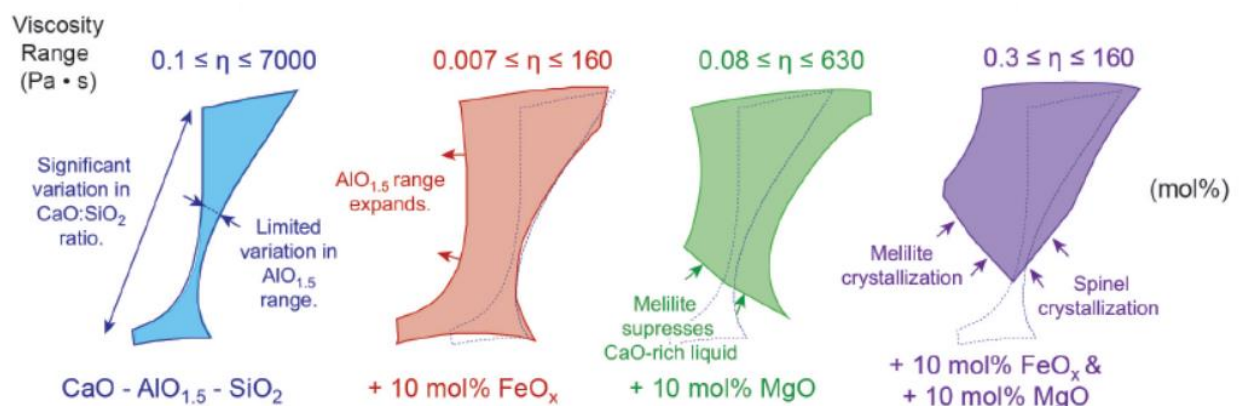 Viscosity
Range
(Pa • s)
0.1 ≤ η ≤ 7000
0.007 ≤ η ≤ 160
0.08 ≤ η ≤ 630
0.3 ≤ η ≤ 160
Significant
variation in
CaO:SiO₂
ratio.
Limited
variation in
AlO₁.₅
range.
AlO₁.₅ range
expands.
Melilite
supresses
CaO-rich liquid
Melilite
crystallization
Spinel
crystallization
(mol%)
CaO - AlO₁.₅ - SiO₂
+ 10 mol% FeOₓ
+ 10 mol% MgO
+ 10 mol% FeOₓ &
+ 10 mol% MgO